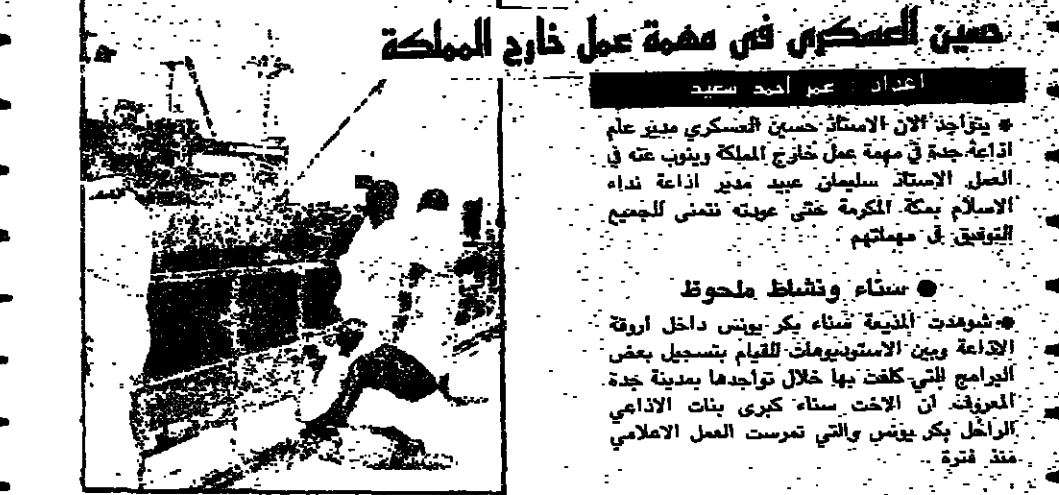 حسين العسكرى فى مهمة عمل خارج المملكة
اعداد : عمر أحمد سعيد
● يتواجد الان الاستاذ حسين العسكري مدير عام
اذاعة جدة في مهمة عمل خارج المملكة وينوب عنه في
العمل الاستاذ سليمان عبيد مدير اذاعة نداء
الاسلام بمكة المكرمة حتى عودته نتمنى للجميع
التوفيق في مهماتهم .
● سناء ونشاط ملحوظ
● شوهدت المذيعة سناء بكر يونس داخل أروقة
الاذاعة وبين الاستوديوهات للقيام بتسجيل بعض
البرامج التي كلفت بها خلال تواجدها بمدينة جدة
المعروف ان الاخت سناء كبرى بنات الاذاعي
الراحل بكر يونس والتي تمرست العمل الاعلامي
منذ فترة ..